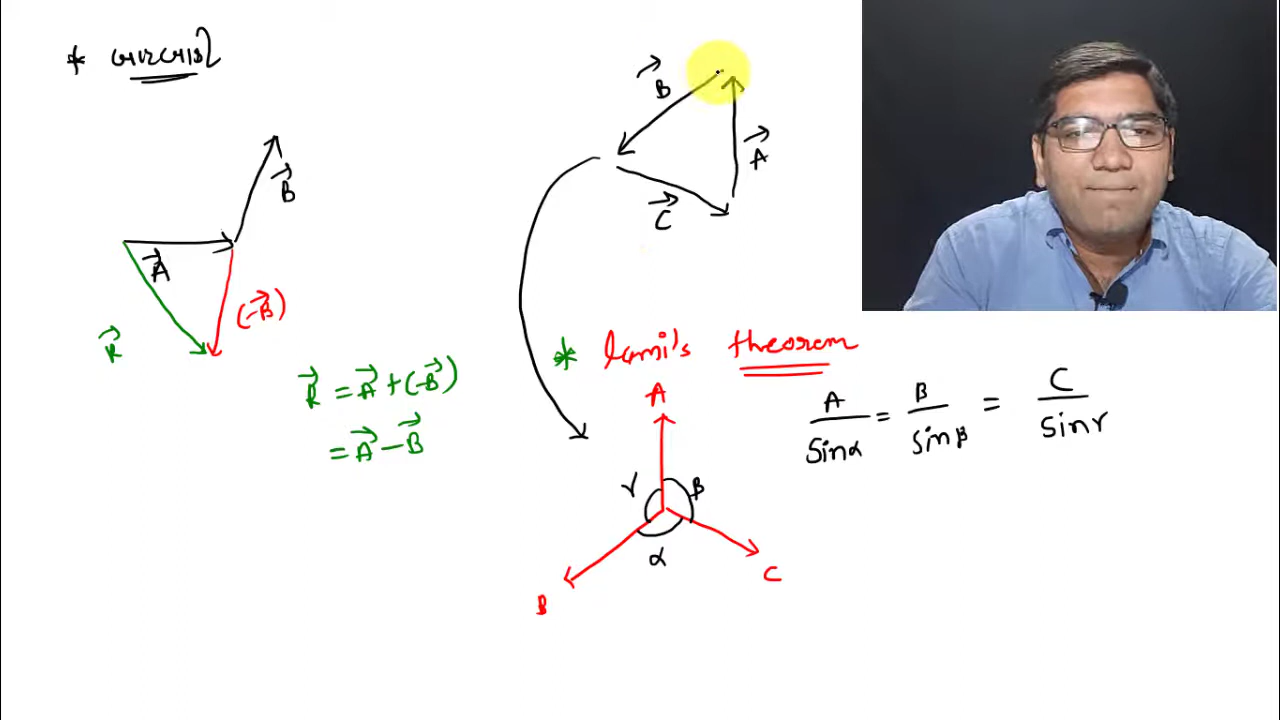 * બાદબાકી
B⃗
A⃗
C⃗
B⃗
A⃗
(-B⃗)
R⃗
R⃗ = A⃗ + (-B⃗)
= A⃗ - B⃗
* lami's theorem
A/sinα = B/sinβ = C/sinγ
A
γ β
α
B C